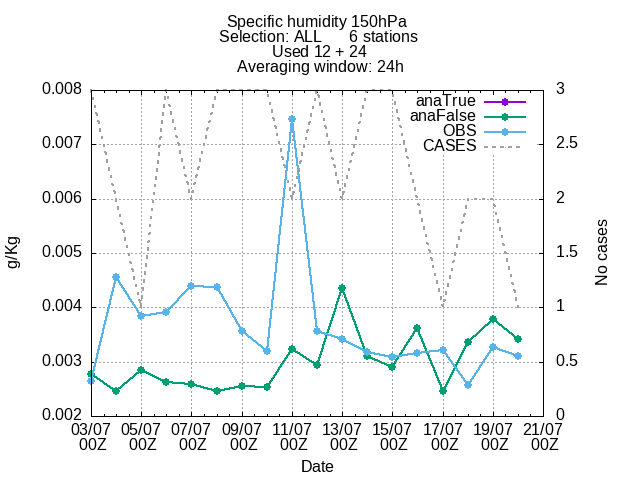 Specific humidity 150hPa
Selection: ALL 6 stations
Used 12 + 24
Averaging window: 24h
anaTrue
anaFalse
OBS
CASES
0.008
0.007
0.006
0.005
0.004
0.003
0.002
g/Kg
3
2.5
2
1.5
1
0.5
0
No cases
03/07 05/07 07/07 09/07 11/07 13/07 15/07 17/07 19/07 21/07
00Z 00Z 00Z 00Z 00Z 00Z 00Z 00Z 00Z 00Z
Date